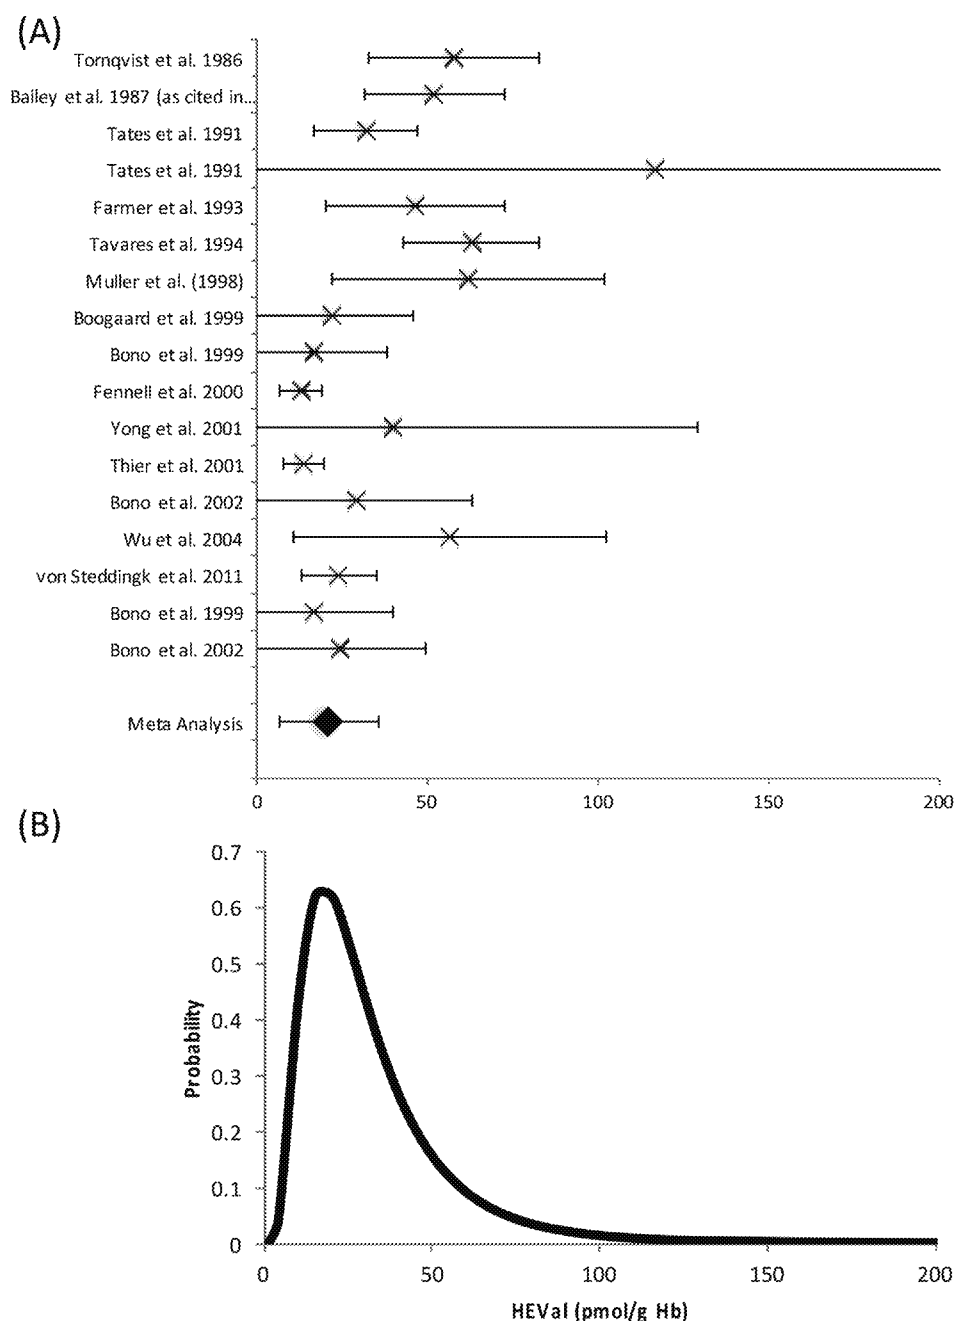 (A)
Tornqvist et al. 1986
Bailey et al. 1987 (as cited in...
Tates et al. 1991
Tates et al. 1991
Farmer et al. 1993
Tavares et al. 1994
Muller et al. (1998)
Boogaard et al. 1999
Bono et al. 1999
Fennell et al. 2000
Yong et al. 2001
Thier et al. 2001
Bono et al. 2002
Wu et al. 2004
von Steddingk et al. 2011
Bono et al. 1999
Bono et al. 2002
Meta Analysis
0 50 100 150 200
(B)
0.7
0.6
0.5
0.4
0.3
0.2
0.1
0
Probability
0 50 100 150 200
HEVal (pmol/g Hb)